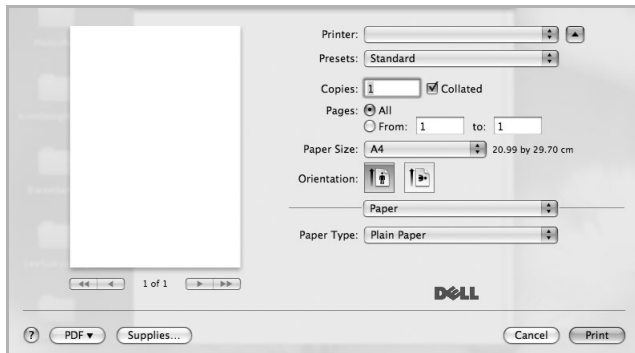 Printer:
Presets: Standard
Copies: 1 Collated
Pages: All
From: 1 to: 1
Paper Size: A4 20.99 by 29.70 cm
Orientation:
Paper
Paper Type: Plain Paper
1 of 1
DELL
? PDF Supplies... Cancel Print